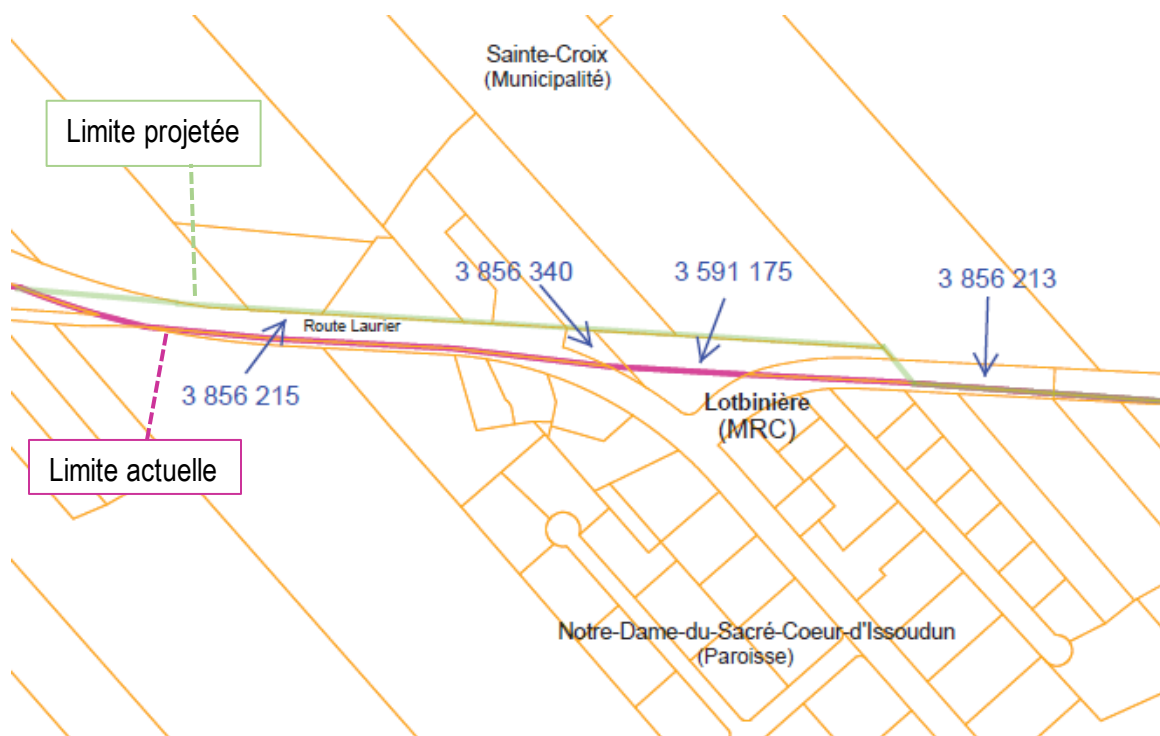 Sainte-Croix
(Municipalité)
Limite projetée
3 856 340
3 591 175
3 856 213
Route Laurier
3 856 215
Lotbinière
(MRC)
Limite actuelle
Notre-Dame-du-Sacré-Coeur-d'Issoudun
(Paroisse)